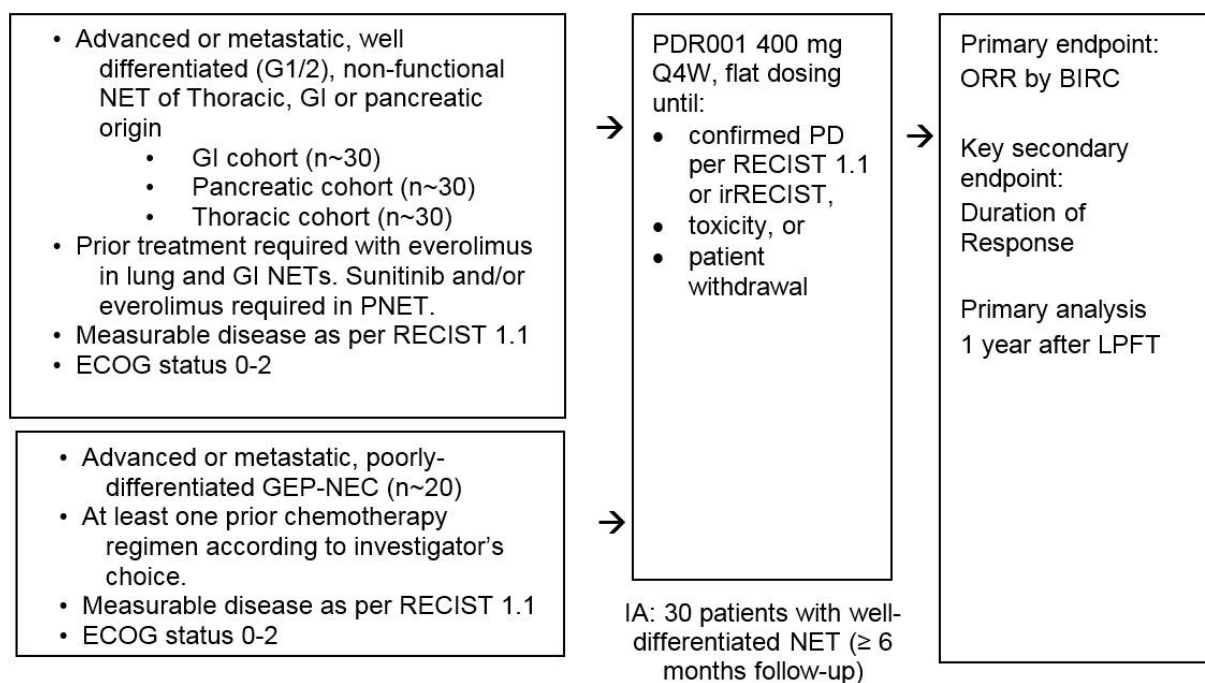 • Advanced or metastatic, well
differentiated (G1/2), non-functional
NET of Thoracic, GI or pancreatic
origin
• GI cohort (n~30)
• Pancreatic cohort (n~30)
• Thoracic cohort (n~30)
• Prior treatment required with everolimus
in lung and GI NETs. Sunitinib and/or
everolimus required in PNET.
• Measurable disease as per RECIST 1.1
• ECOG status 0-2
• Advanced or metastatic, poorly-
differentiated GEP-NEC (n~20)
• At least one prior chemotherapy
regimen according to investigator's
choice.
• Measurable disease as per RECIST 1.1
• ECOG status 0-2
→
→
PDR001 400 mg
Q4W, flat dosing
until:
• confirmed PD
per RECIST 1.1
or irRECIST,
• toxicity, or
• patient
withdrawal
IA: 30 patients with well-
differentiated NET (≥ 6
months follow-up)
→
Primary endpoint:
ORR by BIRC
Key secondary
endpoint:
Duration of
Response
Primary analysis
1 year after LPFT